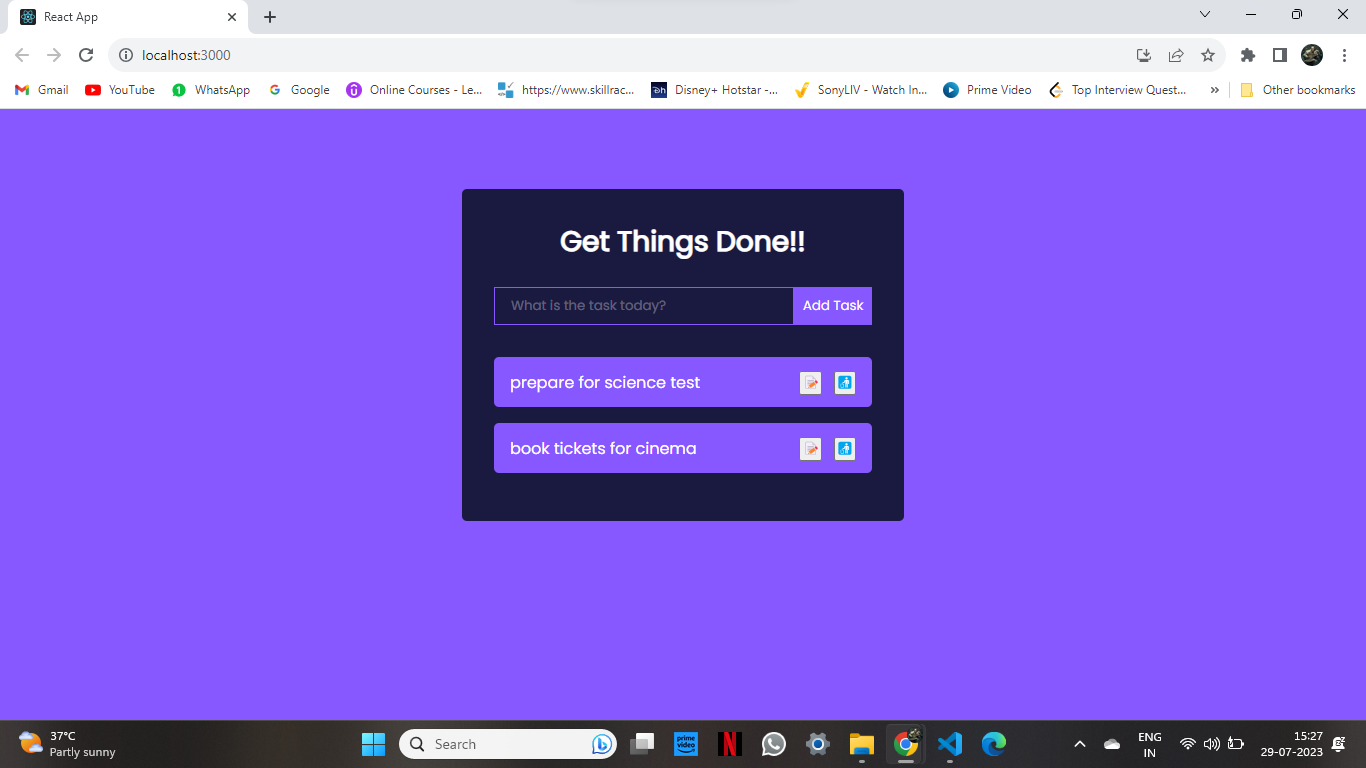 React App
localhost:3000
Gmail
YouTube
WhatsApp
Google
Online Courses - Le...
https://www.skillrac...
Disney+ Hotstar -...
SonyLIV - Watch In...
Prime Video
Top Interview Quest...
»
Other bookmarks
Get Things Done!!
What is the task today?
Add Task
prepare for science test
book tickets for cinema
37°C
Partly sunny
Search
prime video
ENG
IN
15:27
29-07-2023